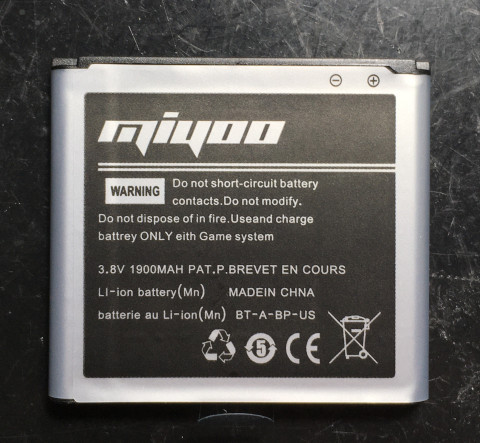 ⊖ ⊕
miyoo
WARNING Do not short-circuit battery
contacts.Do not modify.
Do not dispose of in fire.Useand charge
battrey ONLY eith Game system
3.8V 1900MAH PAT.P.BREVET EN COURS
LI-ion battery(Mn) MADEIN CHNA
batterie au Li-ion(Mn) BT-A-BP-US
5 CE